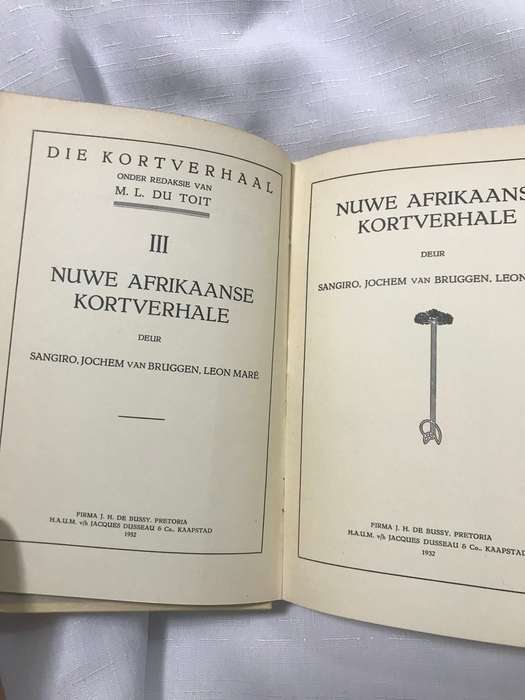 DIE KORTVERHAAL
ONDER REDAKSIE VAN
M. L. DU TOIT
III
NUWE AFRIKAANSE
KORTVERHALE
DEUR
SANGIRO, JOCHEM VAN BRUGGEN, LEON MARÉ
FIRMA J. H. DE BUSSY, PRETORIA
H.A.U.M. v/h JACQUES DUSSEAU & Co., KAAPSTAD
1932
NUWE AFRIKAANS
KORTVERHALE
DEUR
SANGIRO, JOCHEM VAN BRUGGEN, LEON
FIRMA J. H. DE BUSSY, PRETORIA
H.A.U.M. v/h JACQUES DUSSEAU & Co., KAAPSTAD
1932